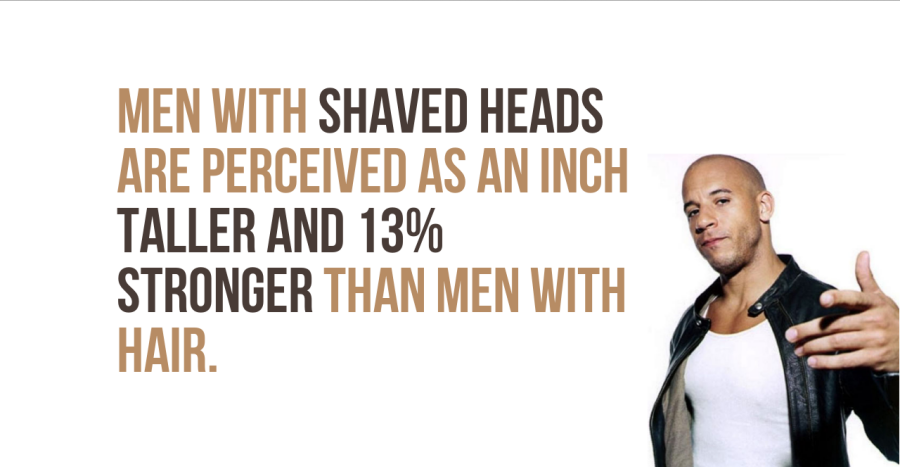 MEN WITH SHAVED HEADS
ARE PERCEIVED AS AN INCH
TALLER AND 13%
STRONGER THAN MEN WITH
HAIR.